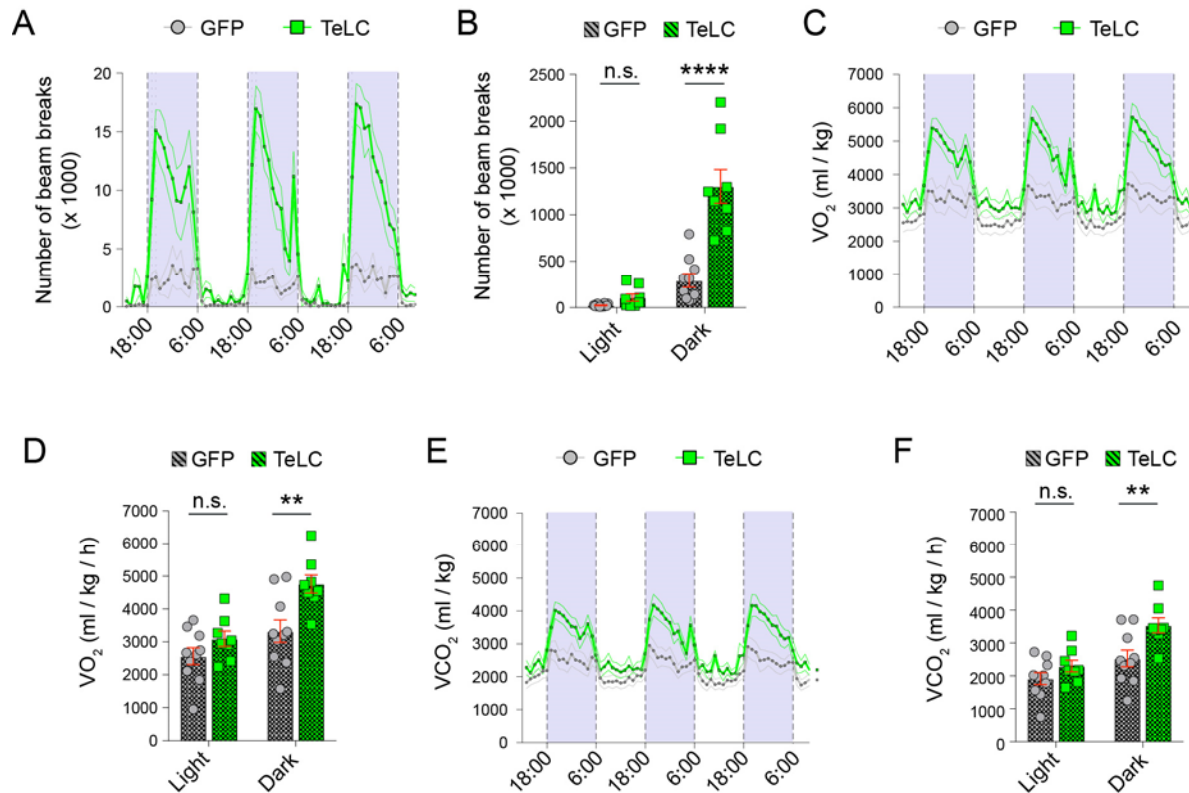 A
GFP TeLC
Number of beam breaks
(x 1000)
20
15
10
5
0
18:00 6:00 18:00 6:00 18:00 6:00
B
GFP TeLC
n.s. ****
Number of beam breaks
(x 1000)
2500
2000
1500
1000
500
0
Light Dark
C
GFP TeLC
VO2 (ml / kg)
7000
6000
5000
4000
3000
2000
1000
0
18:00 6:00 18:00 6:00 18:00 6:00
D
GFP TeLC
n.s. **
VO2 (ml / kg / h)
7000
6000
5000
4000
3000
2000
1000
0
Light Dark
E
GFP TeLC
VCO2 (ml / kg)
7000
6000
5000
4000
3000
2000
1000
0
18:00 6:00 18:00 6:00 18:00 6:00
F
GFP TeLC
n.s. **
VCO2 (ml / kg / h)
7000
6000
5000
4000
3000
2000
1000
0
Light Dark